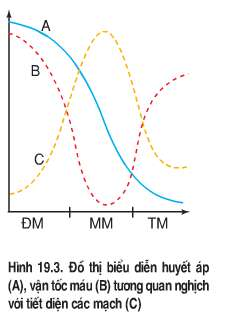 A
B
C
ĐM MM TM
Hình 19.3. Đồ thị biểu diễn huyết áp
(A), vận tốc máu (B) tương quan nghịch
với tiết diện các mạch (C)